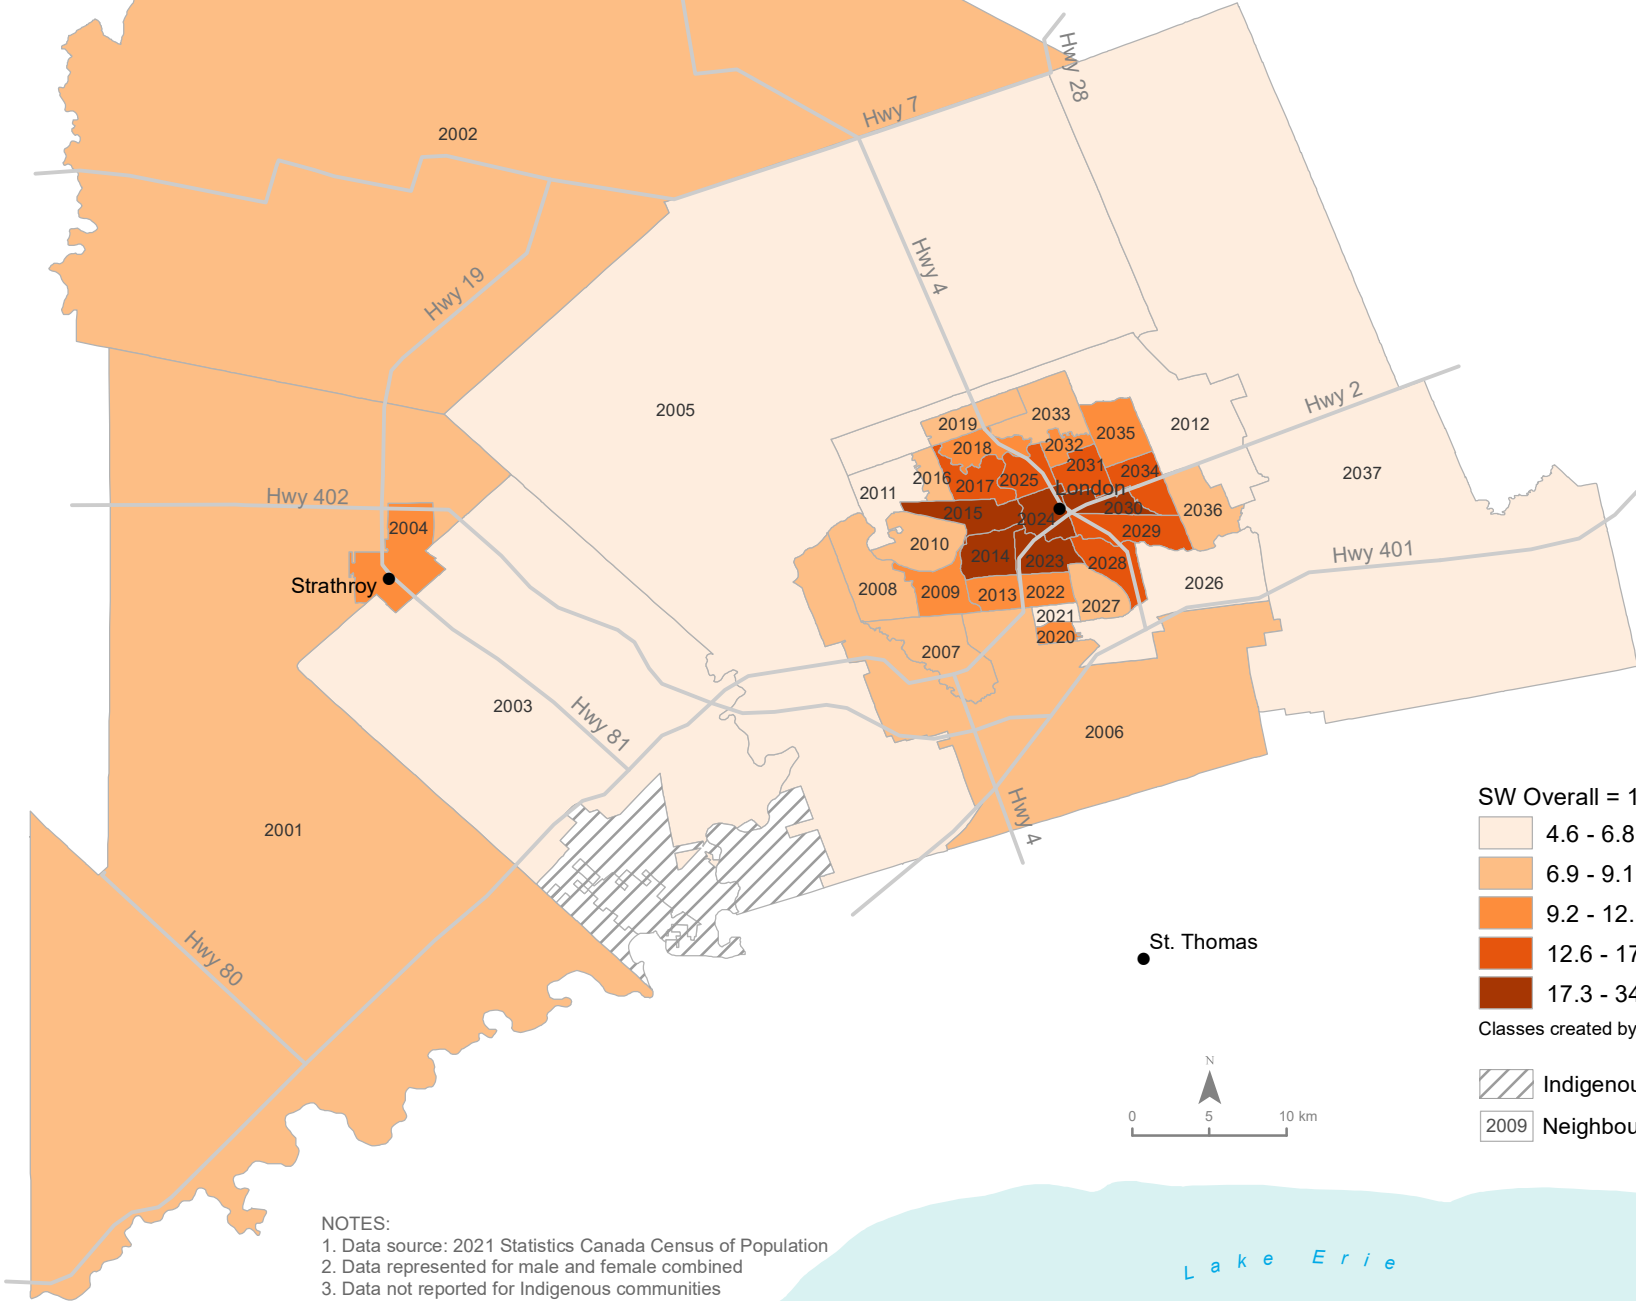 Hwy 28
Hwy 7
2002
Hwy 4
Hwy 19
Hwy 2
2005
2033
2019
2012
2035
2018
2032
2031
2034
2037
2016
2017
2025
2011
London
Hwy 402
2015
2024
2030
2036
2004
2029
2010
2014
2023
2028
Hwy 401
Strathroy
2008
2009
2013
2022
2027
2026
2021
2020
2007
2003
Hwy 81
2006
2001
Hwy 4
Hwy 80
St. Thomas
SW Overall = 1
4.6 - 6.8
6.9 - 9.1
9.2 - 12.
12.6 - 17
17.3 - 34
Classes created by
Indigenou
2009 Neighbou
N
0 5 10 km
NOTES:
1. Data source: 2021 Statistics Canada Census of Population
2. Data represented for male and female combined
3. Data not reported for Indigenous communities
Lake Erie